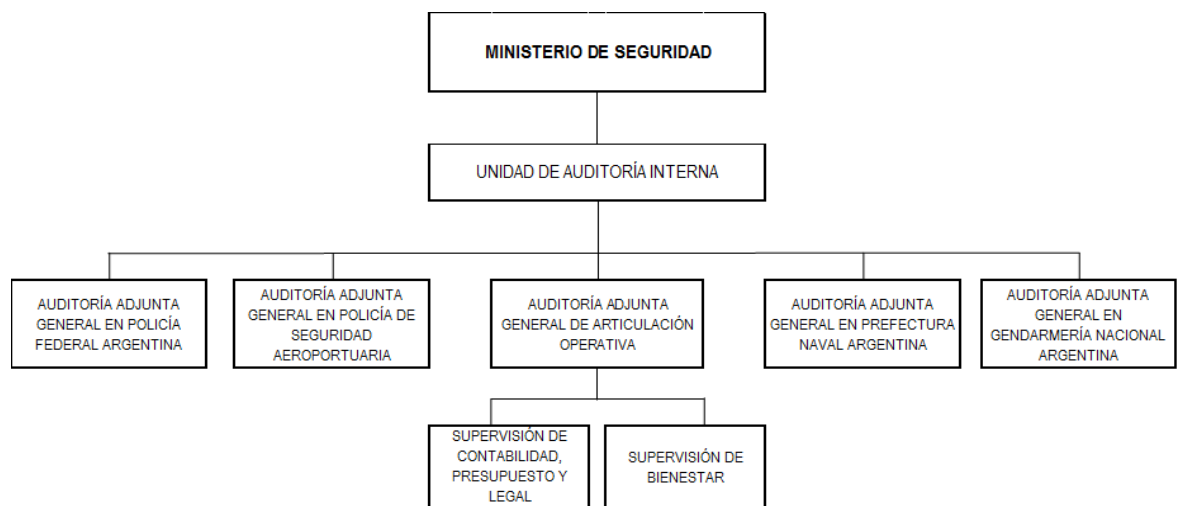 MINISTERIO DE SEGURIDAD
UNIDAD DE AUDITORÍA INTERNA
AUDITORÍA ADJUNTA
GENERAL EN POLICÍA
FEDERAL ARGENTINA
AUDITORÍA ADJUNTA
GENERAL EN POLICÍA DE
SEGURIDAD
AEROPORTUARIA
AUDITORÍA ADJUNTA
GENERAL DE ARTICULACIÓN
OPERATIVA
AUDITORÍA ADJUNTA
GENERAL EN PREFECTURA
NAVAL ARGENTINA
AUDITORÍA ADJUNTA
GENERAL EN
GENDARMERÍA NACIONAL
ARGENTINA
SUPERVISIÓN DE
CONTABILIDAD,
PRESUPUESTO Y
LEGAL
SUPERVISIÓN DE
BIENESTAR